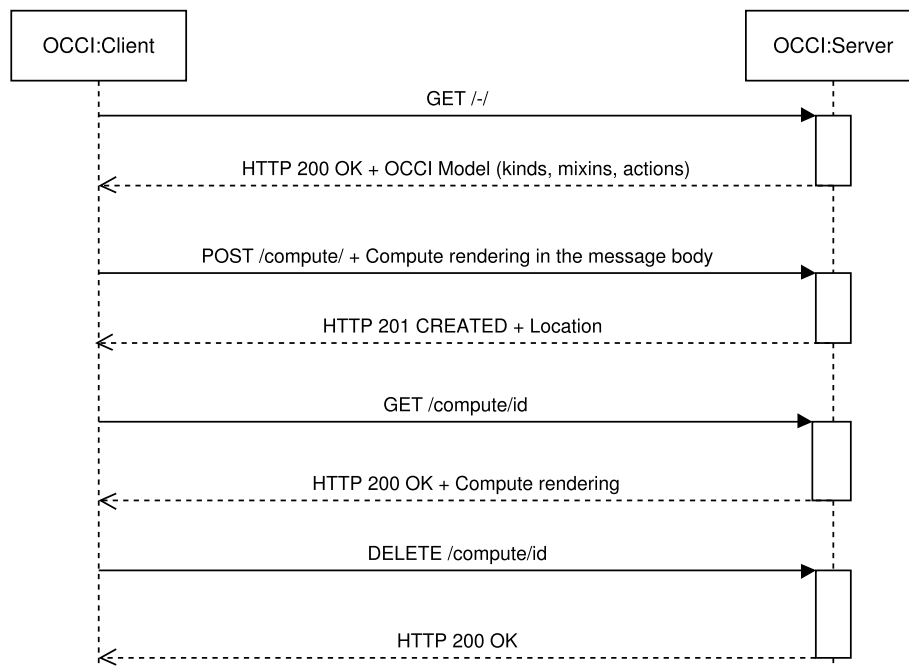 OCCI:Client
OCCI:Server
GET /-/
HTTP 200 OK + OCCI Model (kinds, mixins, actions)
POST /compute/ + Compute rendering in the message body
HTTP 201 CREATED + Location
GET /compute/id
HTTP 200 OK + Compute rendering
DELETE /compute/id
HTTP 200 OK